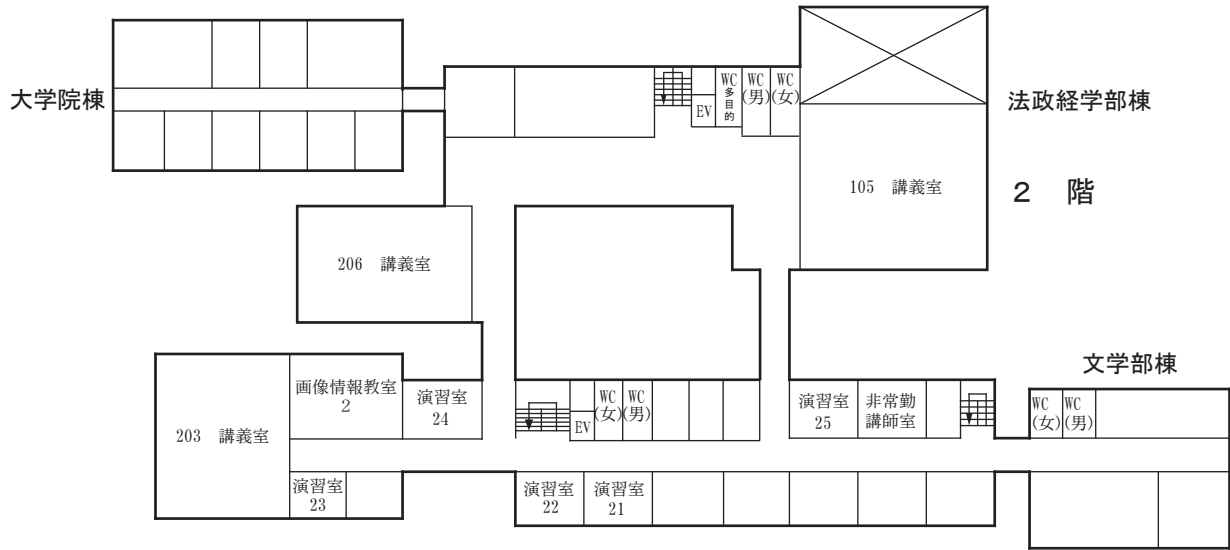 大学院棟
EV
WC
多目的
WC
(男)
WC
(女)
法政経学部棟
105 講義室
2 階
206 講義室
文学部棟
画像情報教室
2
演習室
24
203 講義室
EV
WC
(女)
WC
(男)
演習室
25
非常勤
講師室
WC
(女)
WC
(男)
演習室
23
演習室
22
演習室
21